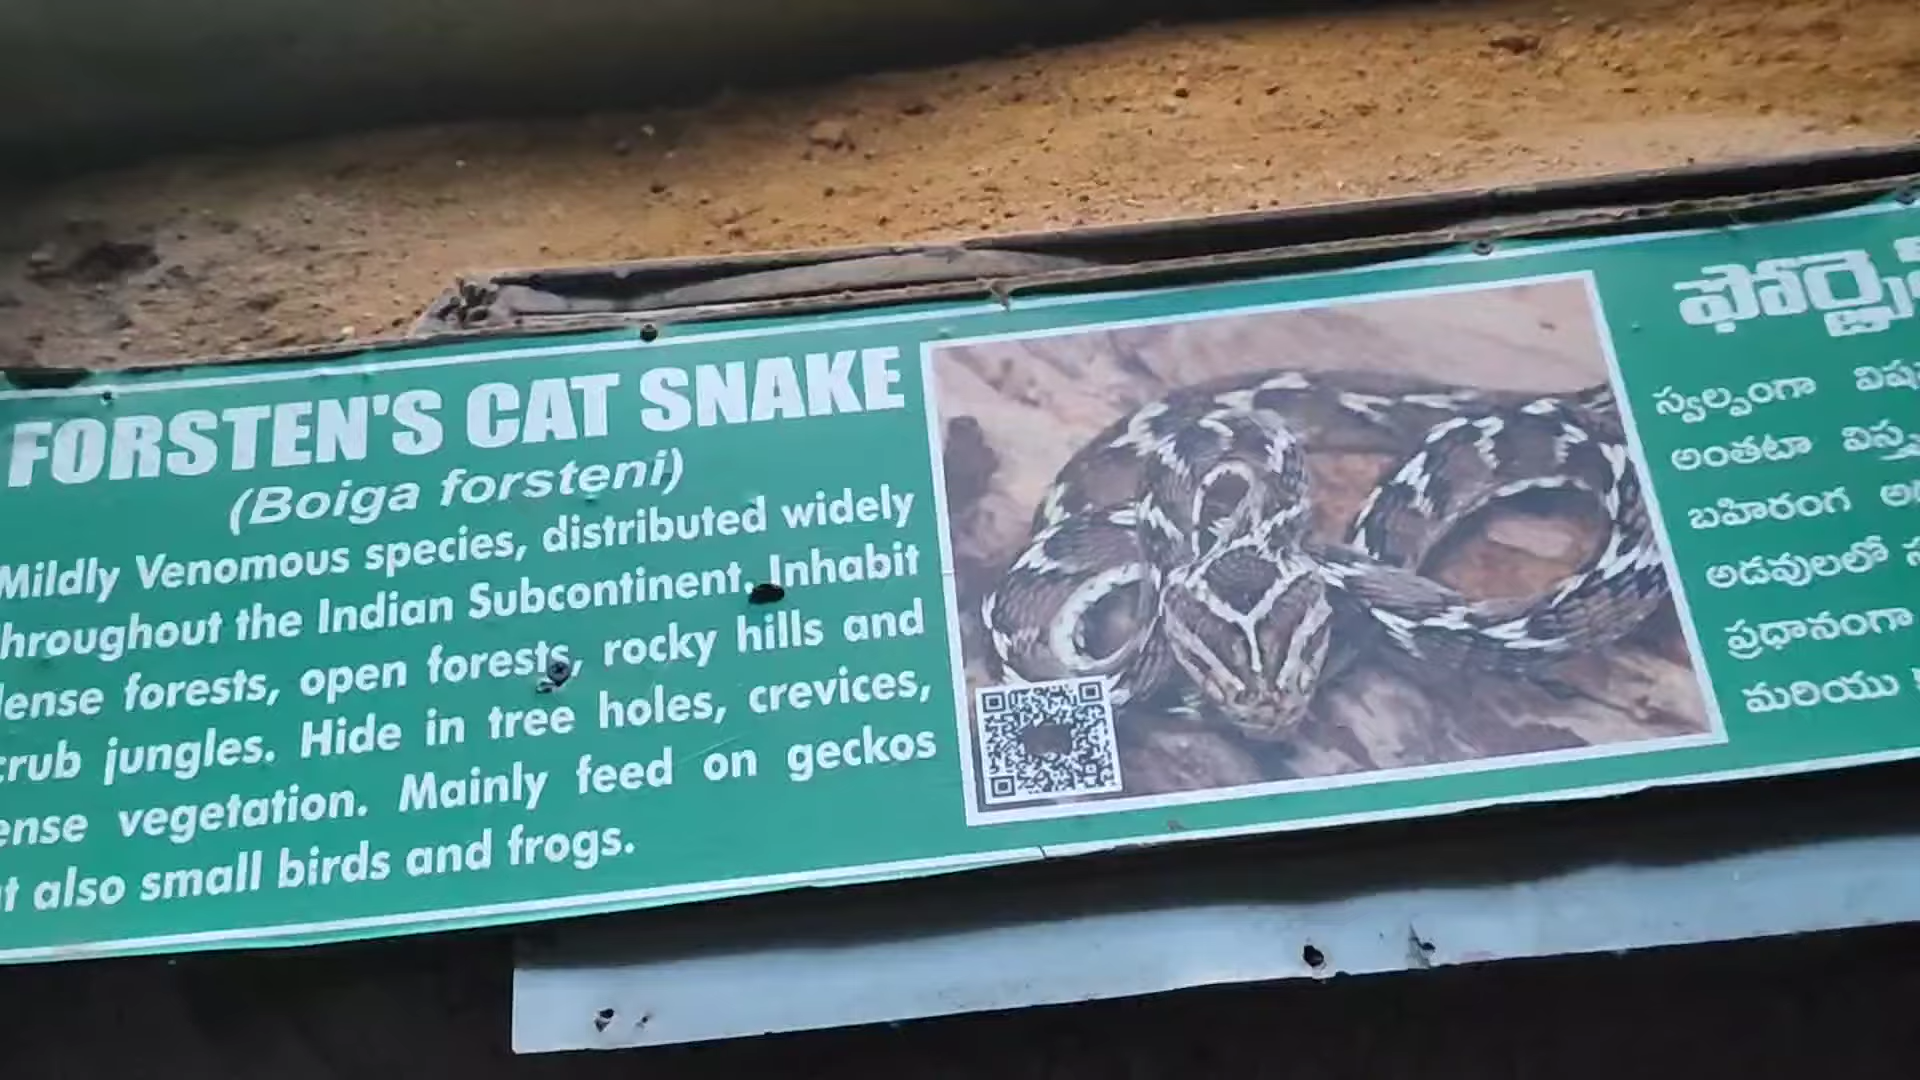 FORSTEN'S CAT SNAKE
(Boiga forsteni)
Mildly Venomous species, distributed widely
hroughout the Indian Subcontinent. Inhabit
ense forests, open forests, rocky hills and
crub jungles. Hide in tree holes, crevices,
ense vegetation. Mainly feed on geckos
t also small birds and frogs.
స్వల్పంగా విష
అంతటా విస్తృ
బహిరంగ
అడవులలో
ప్రధానంగా
మరియు